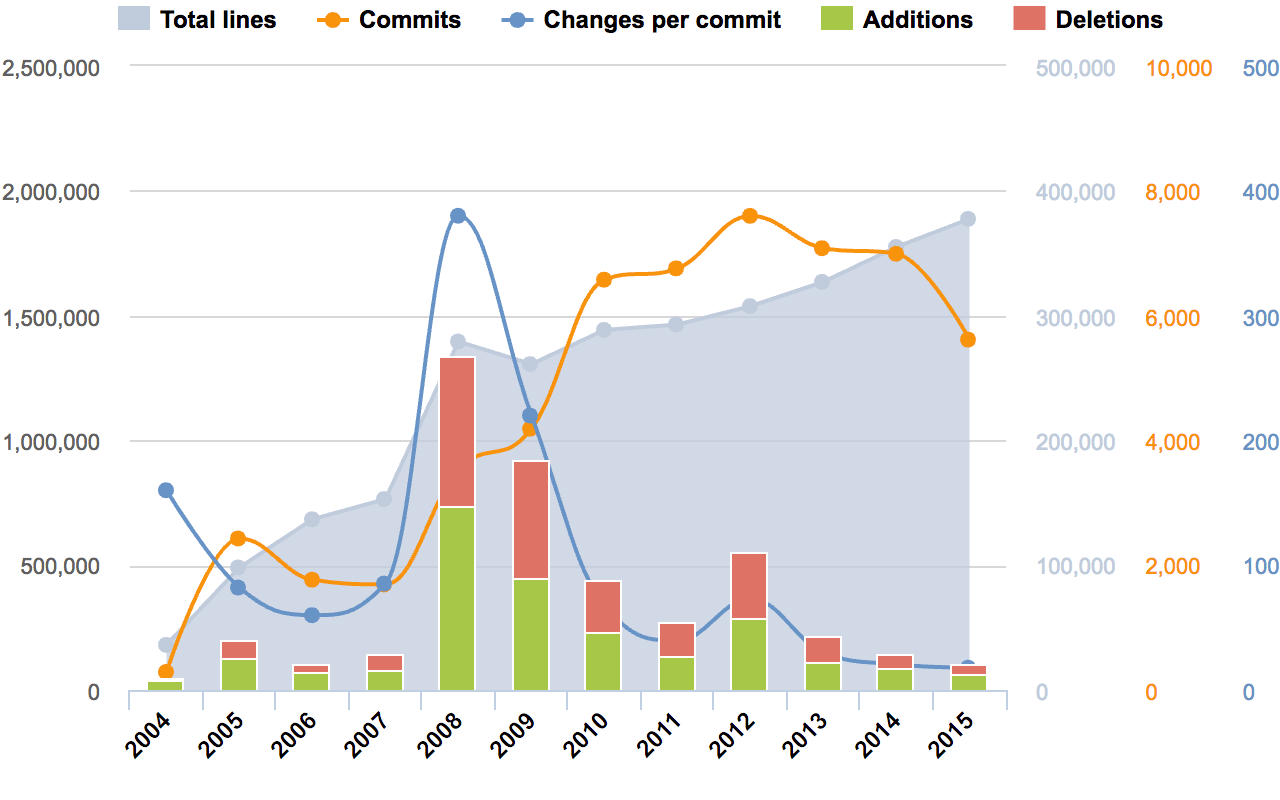 Total lines Commits Changes per commit Additions Deletions
2,500,000 500,000 10,000 500
2,000,000 400,000 8,000 400
1,500,000 300,000 6,000 300
1,000,000 200,000 4,000 200
500,000 100,000 2,000 100
0 0 0 0
2004 2005 2006 2007 2008 2009 2010 2011 2012 2013 2014 2015